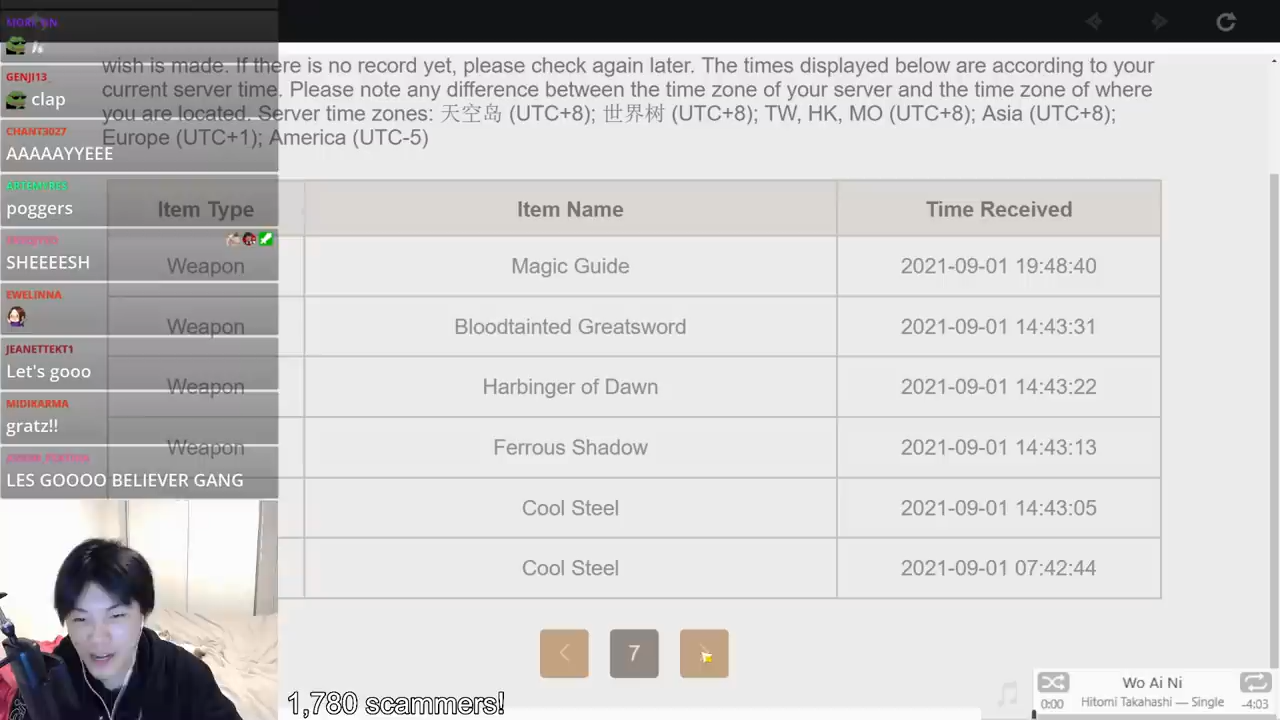 MORE_ON
GENJI13_
clap
CHANT3027
AAAAAYYEEE
poggers
SHEEEESH
EWELINNA
JEANETTEKT1
Let's gooo
MIDIKARMA
gratz!!
LES GOOOO BELIEVER GANG
wish is made. If there is no record yet, please check again later. The times displayed below are according to your
current server time. Please note any difference between the time zone of your server and the time zone of where
you are located. Server time zones: 天空岛 (UTC+8); 世界树 (UTC+8); TW, HK, MO (UTC+8); Asia (UTC+8);
Europe (UTC+1); America (UTC-5)
Item Type Item Name Time Received
Weapon Magic Guide 2021-09-01 19:48:40
Weapon Bloodtainted Greatsword 2021-09-01 14:43:31
Weapon Harbinger of Dawn 2021-09-01 14:43:22
Weapon Ferrous Shadow 2021-09-01 14:43:13
Cool Steel 2021-09-01 14:43:05
Cool Steel 2021-09-01 07:42:44
7
1,780 scammers!
Wo Ai Ni
0:00 Hitomi Takahashi — Single -4:03